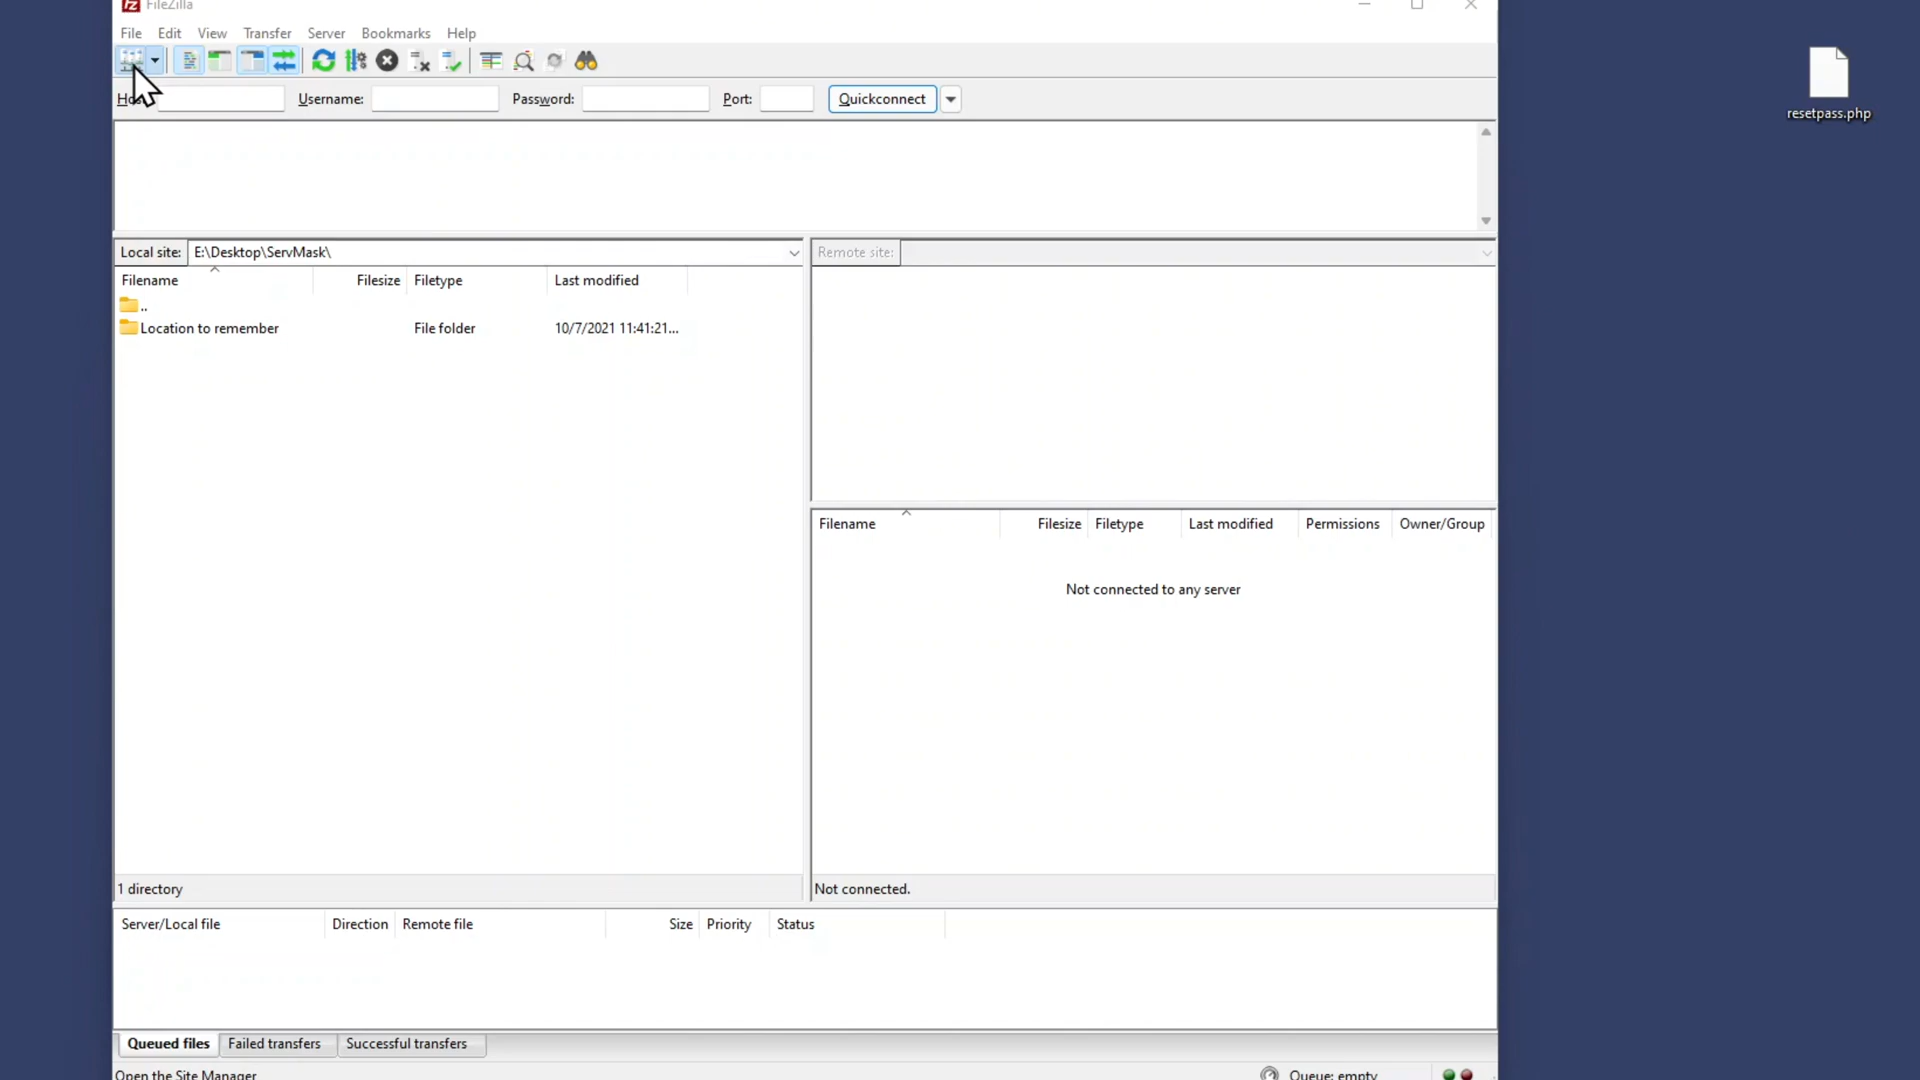 FileZilla
File Edit View Transfer Server Bookmarks Help
Username: Password: Port: Quickconnect
resetpass.php
Local site: E:\Desktop\ServMask\
Remote site:
Filename Filesize Filetype Last modified
..
Location to remember File folder 10/7/2021 11:41:21...
Filename Filesize Filetype Last modified Permissions Owner/Group
Not connected to any server
1 directory
Not connected.
Server/Local file Direction Remote file Size Priority Status
Queued files Failed transfers Successful transfers
Open the Site Manager
Queue: empty